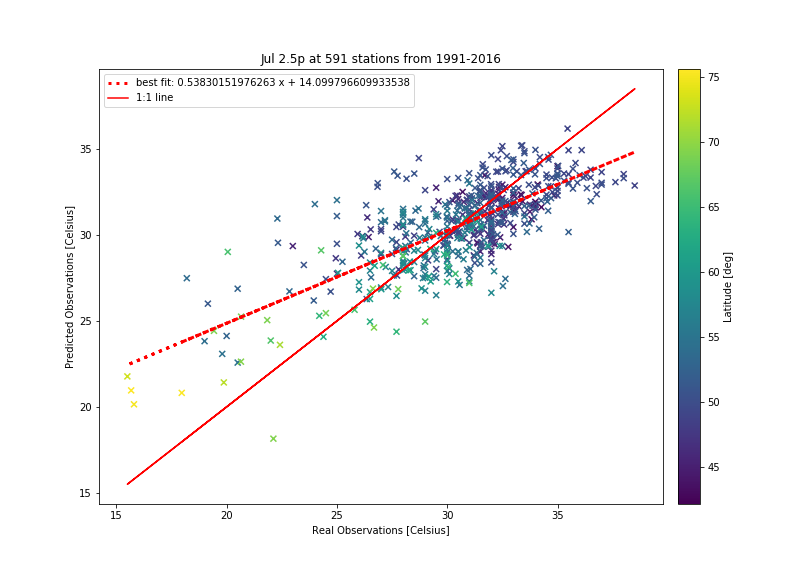 Jul 2.5p at 591 stations from 1991-2016
best fit: 0.53830151976263 x + 14.099796609933538
1:1 line
35
30
25
20
15
Predicted Observations [Celsius]
15 20 25 30 35
Real Observations [Celsius]
75
70
65
60
55
50
45
Latitude [deg]